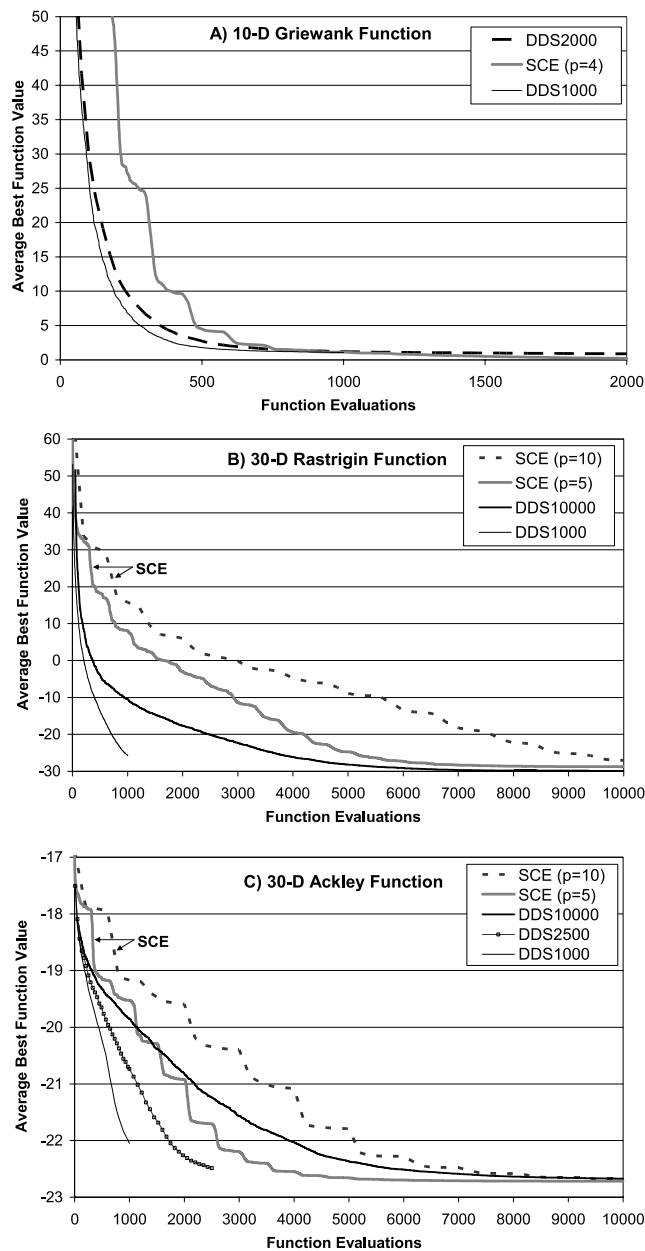 A) 10-D Griewank Function
DDS2000
SCE (p=4)
DDS1000
Average Best Function Value
50
45
40
35
30
25
20
15
10
5
0
0 500 1000 1500 2000
Function Evaluations
B) 30-D Rastrigin Function
SCE (p=10)
SCE (p=5)
DDS10000
DDS1000
SCE
Average Best Function Value
60
50
40
30
20
10
0
-10
-20
-30
0 1000 2000 3000 4000 5000 6000 7000 8000 9000 10000
Function Evaluations
C) 30-D Ackley Function
SCE (p=10)
SCE (p=5)
DDS10000
DDS2500
DDS1000
SCE
Average Best Function Value
-17
-18
-19
-20
-21
-22
-23
0 1000 2000 3000 4000 5000 6000 7000 8000 9000 10000
Function Evaluations